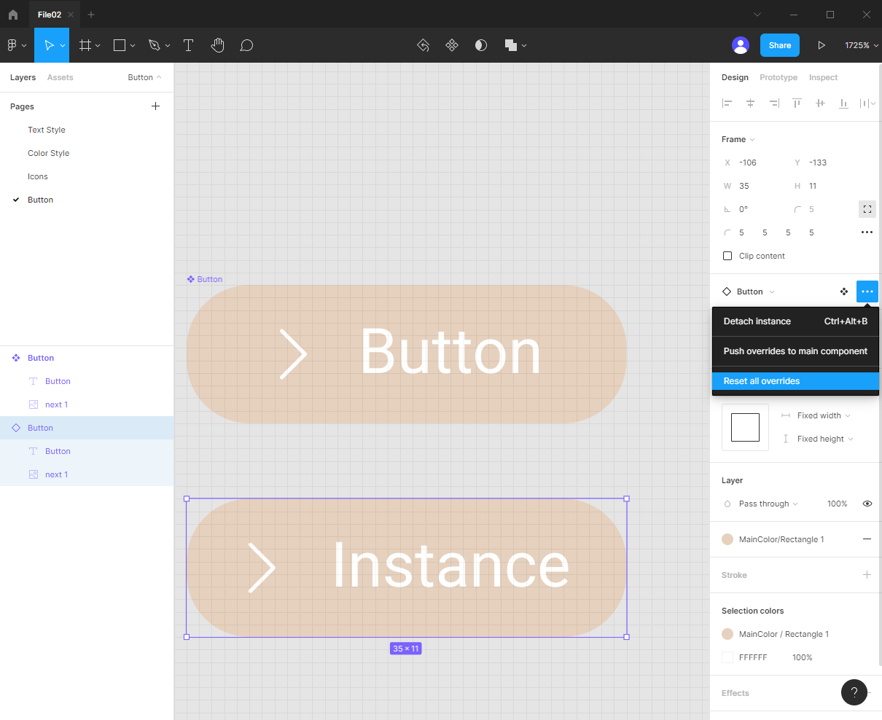 File02
Share
1725%
Layers
Assets
Button
Pages
Text Style
Color Style
Icons
Button
Button
Button
next 1
Button
Button
next 1
Button
Button
Instance
35 × 11
Design
Prototype
Inspect
Frame
X -106
Y -133
W 35
H 11
0°
5
5 5 5 5
Clip content
Button
Detach instance Ctrl+Alt+B
Push overrides to main component
Reset all overrides
Fixed width
Fixed height
Layer
Pass through 100%
MainColor/Rectangle 1
Stroke
Selection colors
MainColor / Rectangle 1
FFFFFF 100%
Effects
?